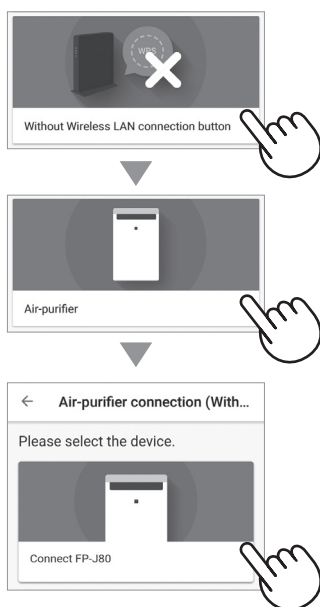 WPS
Without Wireless LAN connection button
Air-purifier
Air-purifier connection (With...
Please select the device.
Connect FP-J80